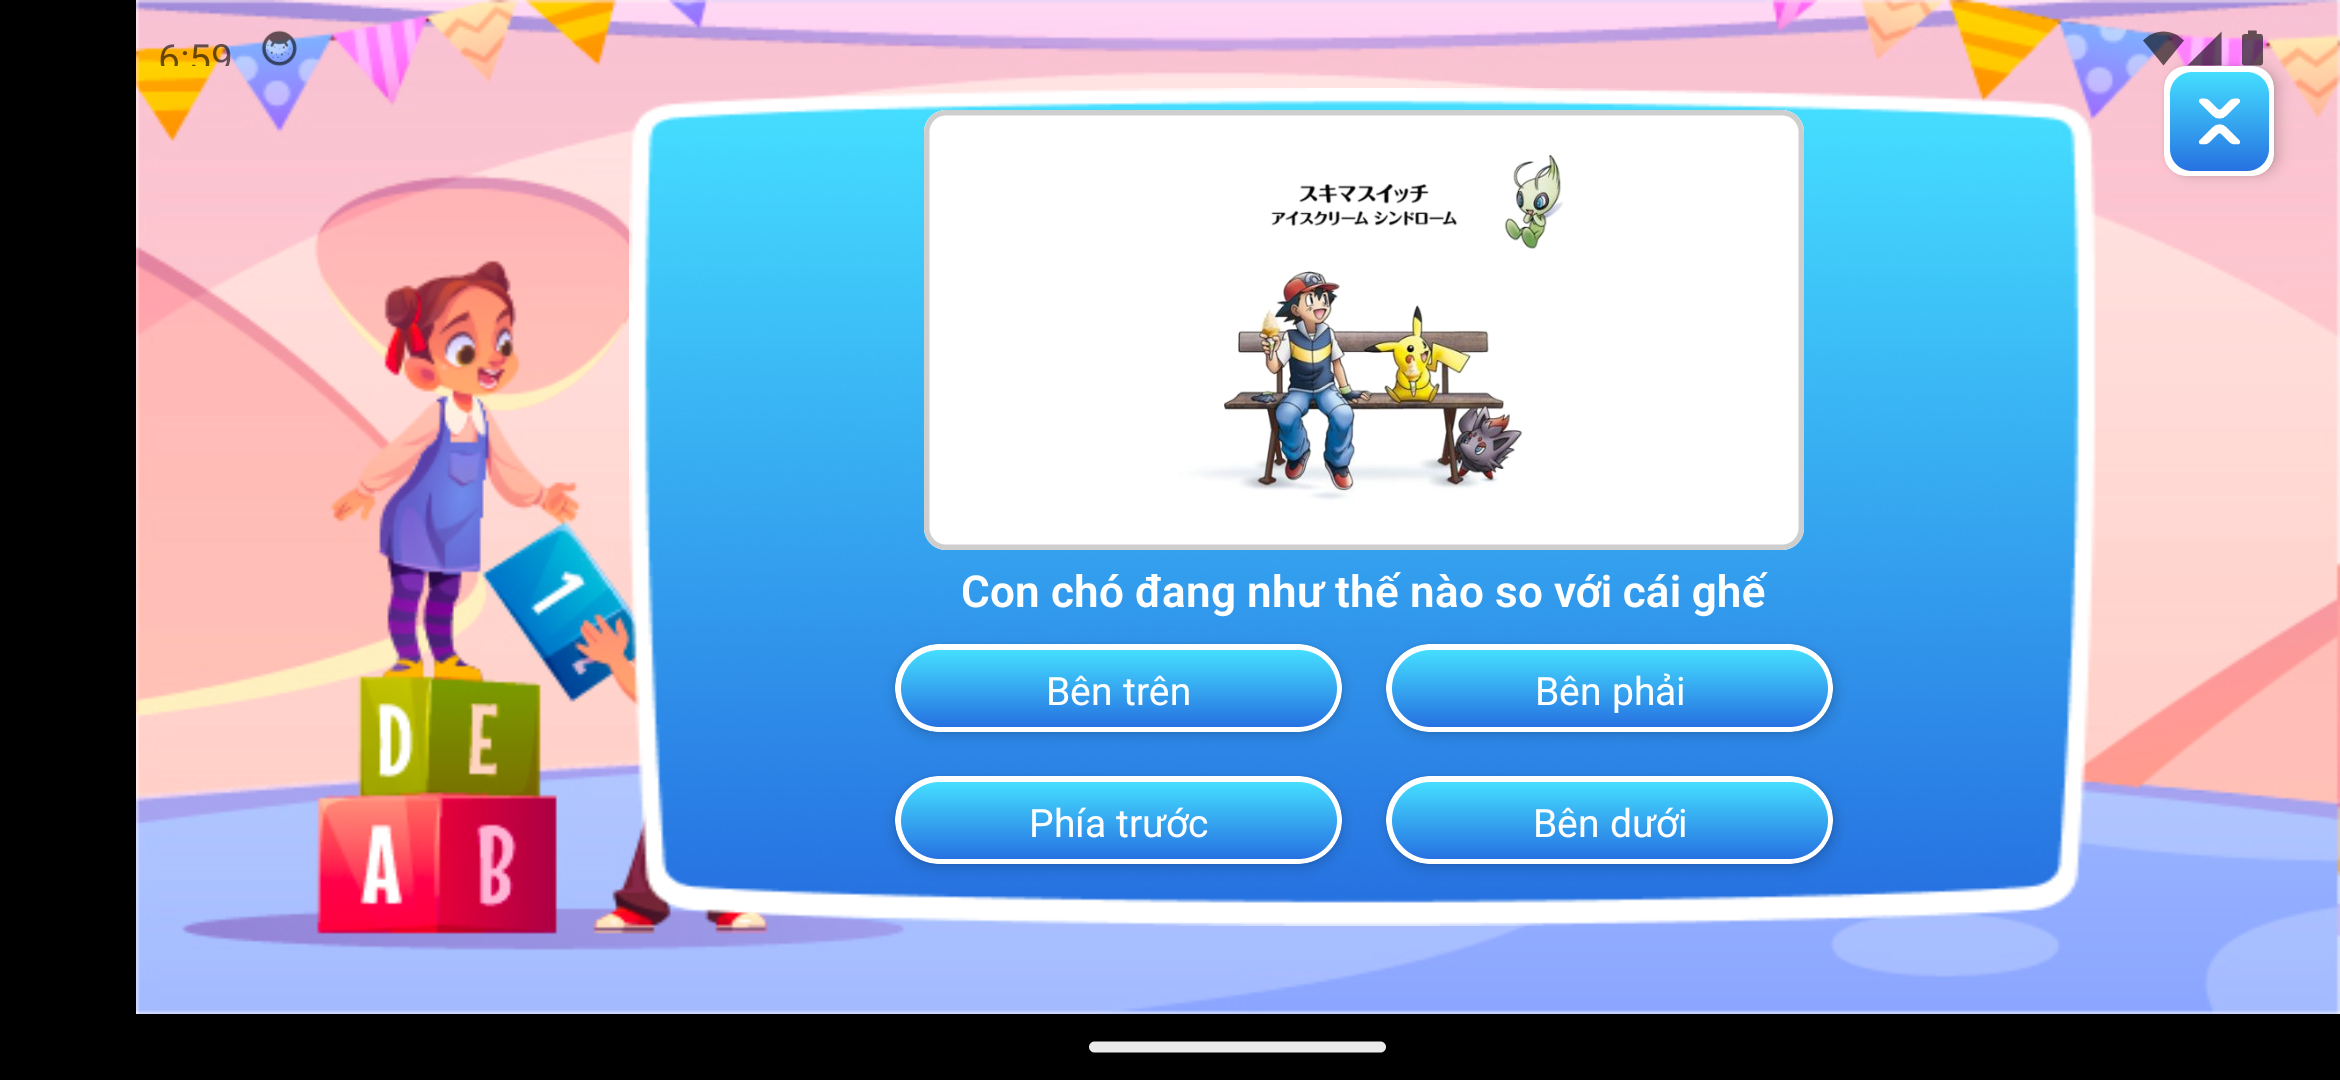 6:59
スキマスイッチ
アイスクリーム シンドローム
1
2
Con chó đang như thế nào so với cái ghế
Bên trên
Bên phải
Phía trước
Bên dưới
D E
A B